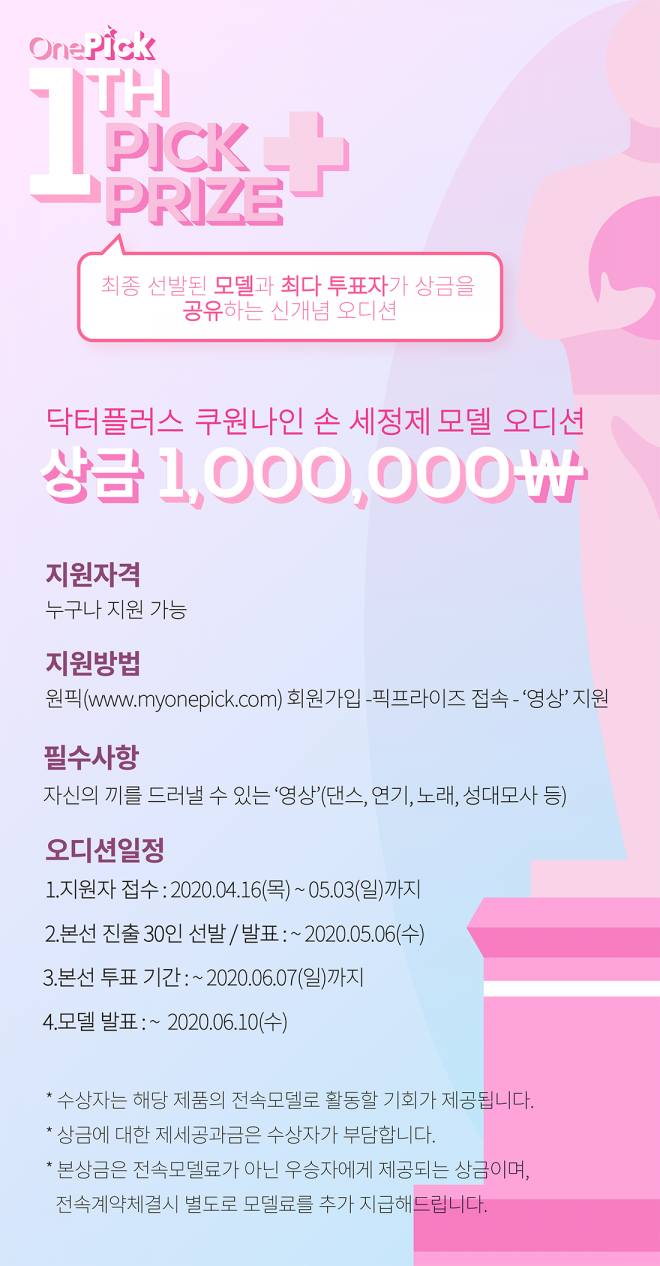 OnePick
1TH
PICK
PRIZE+
최종 선발된 모델과 최다 투표자가 상금을
공유하는 신개념 오디션
닥터플러스 쿠원나인 손 세정제 모델 오디션
상금 1,000,000₩
지원자격
누구나 지원 가능
지원방법
원픽(www.myonepick.com) 회원가입 -픽프라이즈 접속 - ‘영상’ 지원
필수사항
자신의 끼를 드러낼 수 있는 ‘영상’(댄스, 연기, 노래, 성대모사 등)
오디션일정
1.지원자 접수 : 2020.04.16(목) ~ 05.03(일)까지
2.본선 진출 30인 선발 / 발표 : ~ 2020.05.06(수)
3.본선 투표 기간 : ~ 2020.06.07(일)까지
4.모델 발표 : ~ 2020.06.10(수)
* 수상자는 해당 제품의 전속모델로 활동할 기회가 제공됩니다.
* 상금에 대한 제세공과금은 수상자가 부담합니다.
* 본상금은 전속모델료가 아닌 우승자에게 제공되는 상금이며,
전속계약체결시 별도로 모델료를 추가 지급해드립니다.